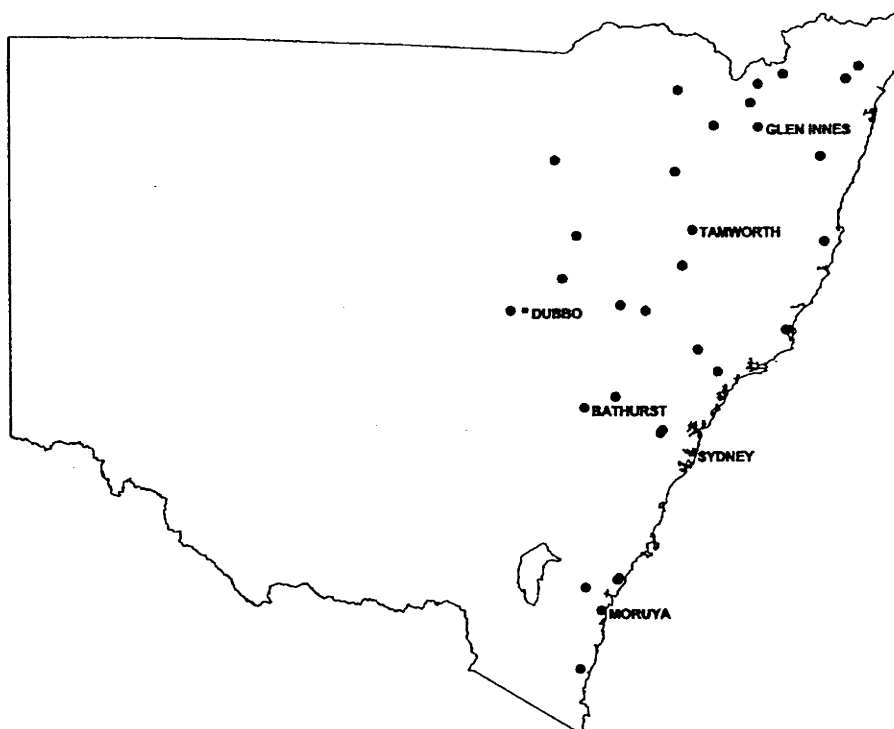 GLEN INNES
TAMWORTH
DUBBO
BATHURST
SYDNEY
MORUYA